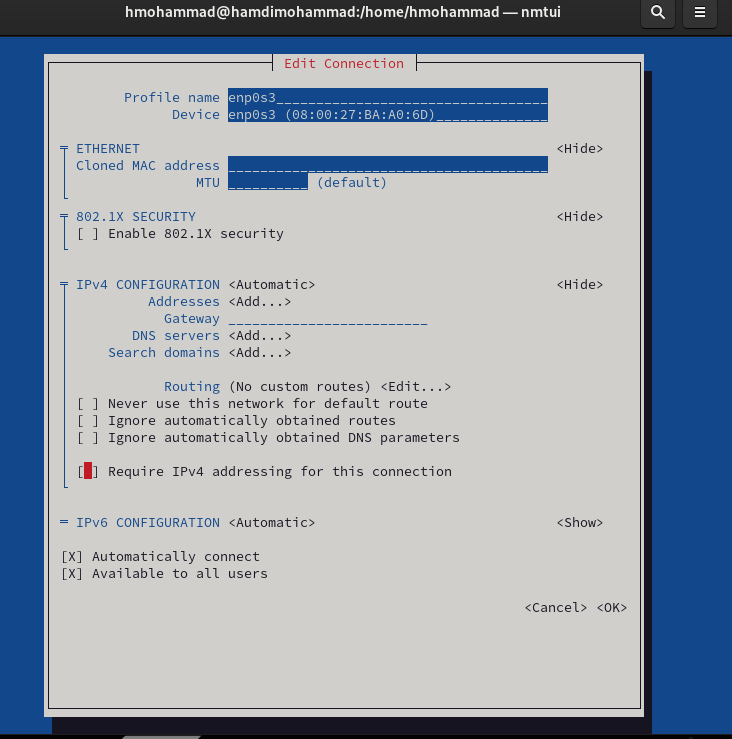 hmohammad@hamdimohammad:/home/hmohammad — nmtui
Edit Connection
Profile name enp0s3__________________________________
Device enp0s3 (08:00:27:BA:A0:6D)______________
ETHERNET <Hide>
Cloned MAC address ________________________________________
MTU __________ (default)
802.1X SECURITY <Hide>
[ ] Enable 802.1X security
IPv4 CONFIGURATION <Automatic> <Hide>
Addresses <Add...>
Gateway _________________________
DNS servers <Add...>
Search domains <Add...>
Routing (No custom routes) <Edit...>
[ ] Never use this network for default route
[ ] Ignore automatically obtained routes
[ ] Ignore automatically obtained DNS parameters
[ ] Require IPv4 addressing for this connection
IPv6 CONFIGURATION <Automatic> <Show>
[X] Automatically connect
[X] Available to all users
<Cancel> <OK>